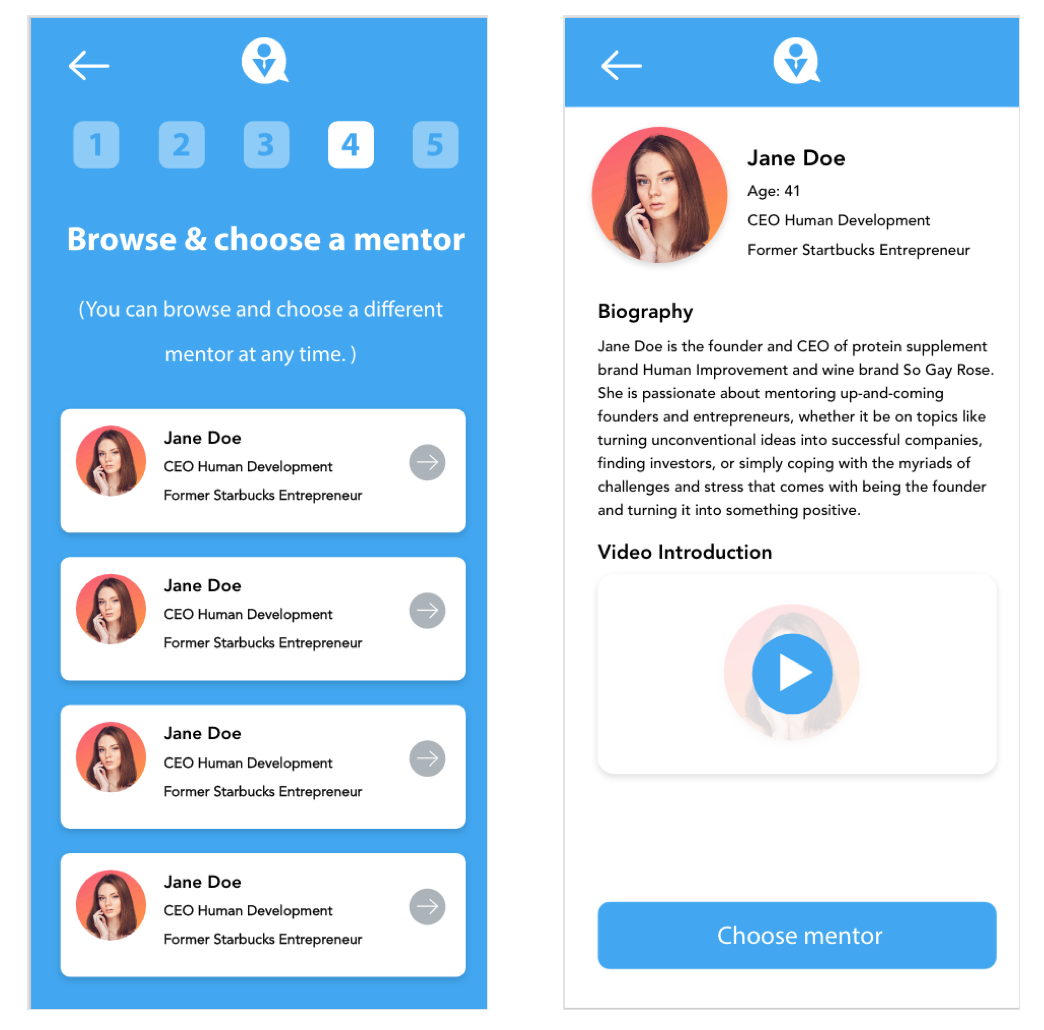 1 2 3 4 5
Browse & choose a mentor
(You can browse and choose a different
mentor at any time. )
Jane Doe
CEO Human Development
Former Starbucks Entrepreneur
Jane Doe
CEO Human Development
Former Starbucks Entrepreneur
Jane Doe
CEO Human Development
Former Starbucks Entrepreneur
Jane Doe
CEO Human Development
Former Starbucks Entrepreneur
Jane Doe
Age: 41
CEO Human Development
Former Startbucks Entrepreneur
Biography
Jane Doe is the founder and CEO of protein supplement
brand Human Improvement and wine brand So Gay Rose.
She is passionate about mentoring up-and-coming
founders and entrepreneurs, whether it be on topics like
turning unconventional ideas into successful companies,
finding investors, or simply coping with the myriads of
challenges and stress that comes with being the founder
and turning it into something positive.
Video Introduction
Choose mentor